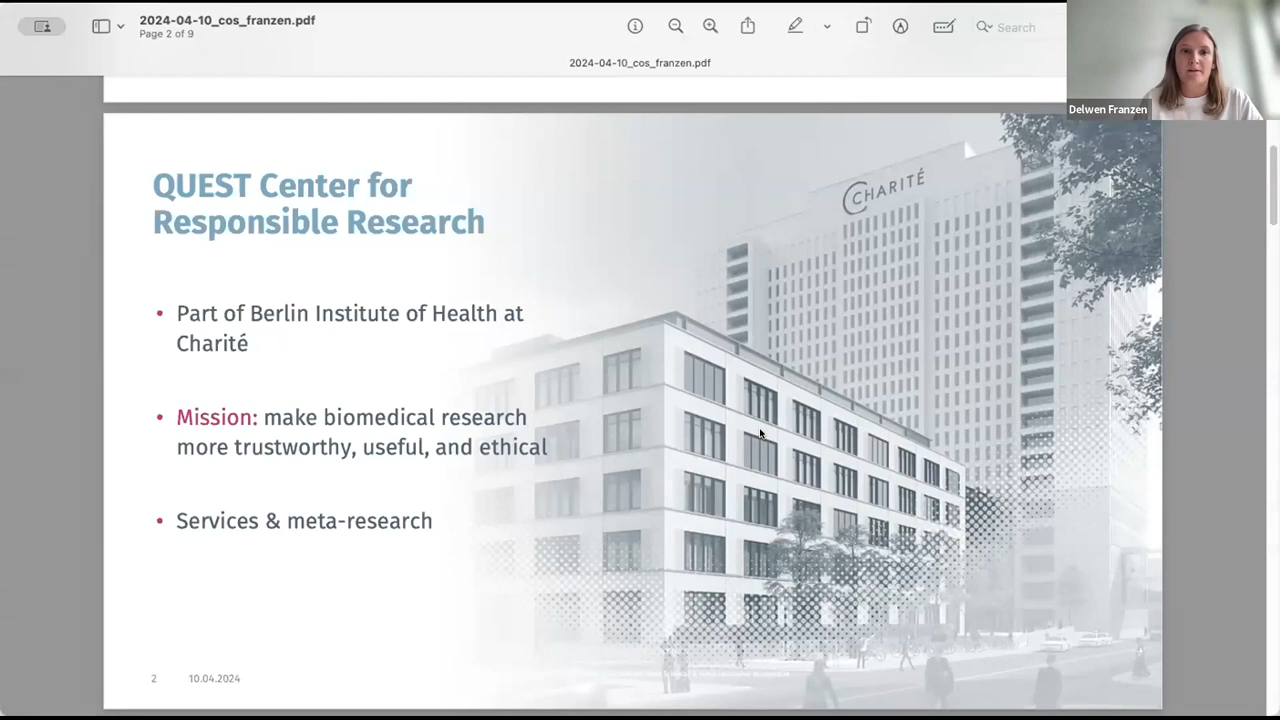 2024-04-10_cos_franzen.pdf
Page 2 of 9
Search
2024-04-10_cos_franzen.pdf
Delwen Franzen
CHARITÉ
QUEST Center for
Responsible Research
• Part of Berlin Institute of Health at
Charité
• Mission: make biomedical research
more trustworthy, useful, and ethical
• Services & meta-research
2
10.04.2024